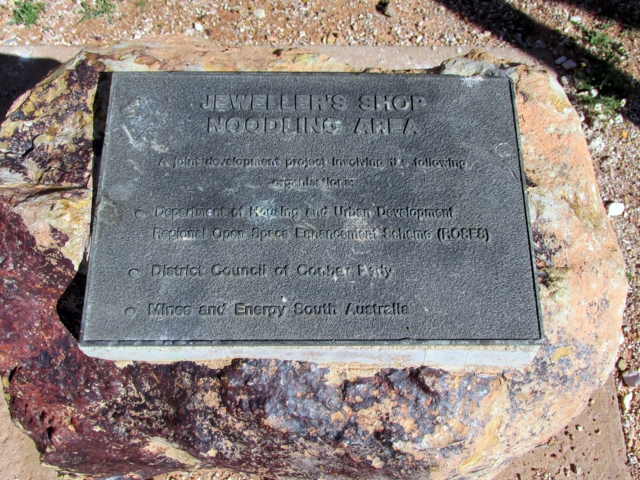 JEWELLER'S SHOP
NOODLING AREA
A joint development project involving the following
organisations:
Department of Housing and Urban Development
Regional Open Space Enhancement Scheme (ROSES)
District Council of Coober Pedy
Mines and Energy South Australia